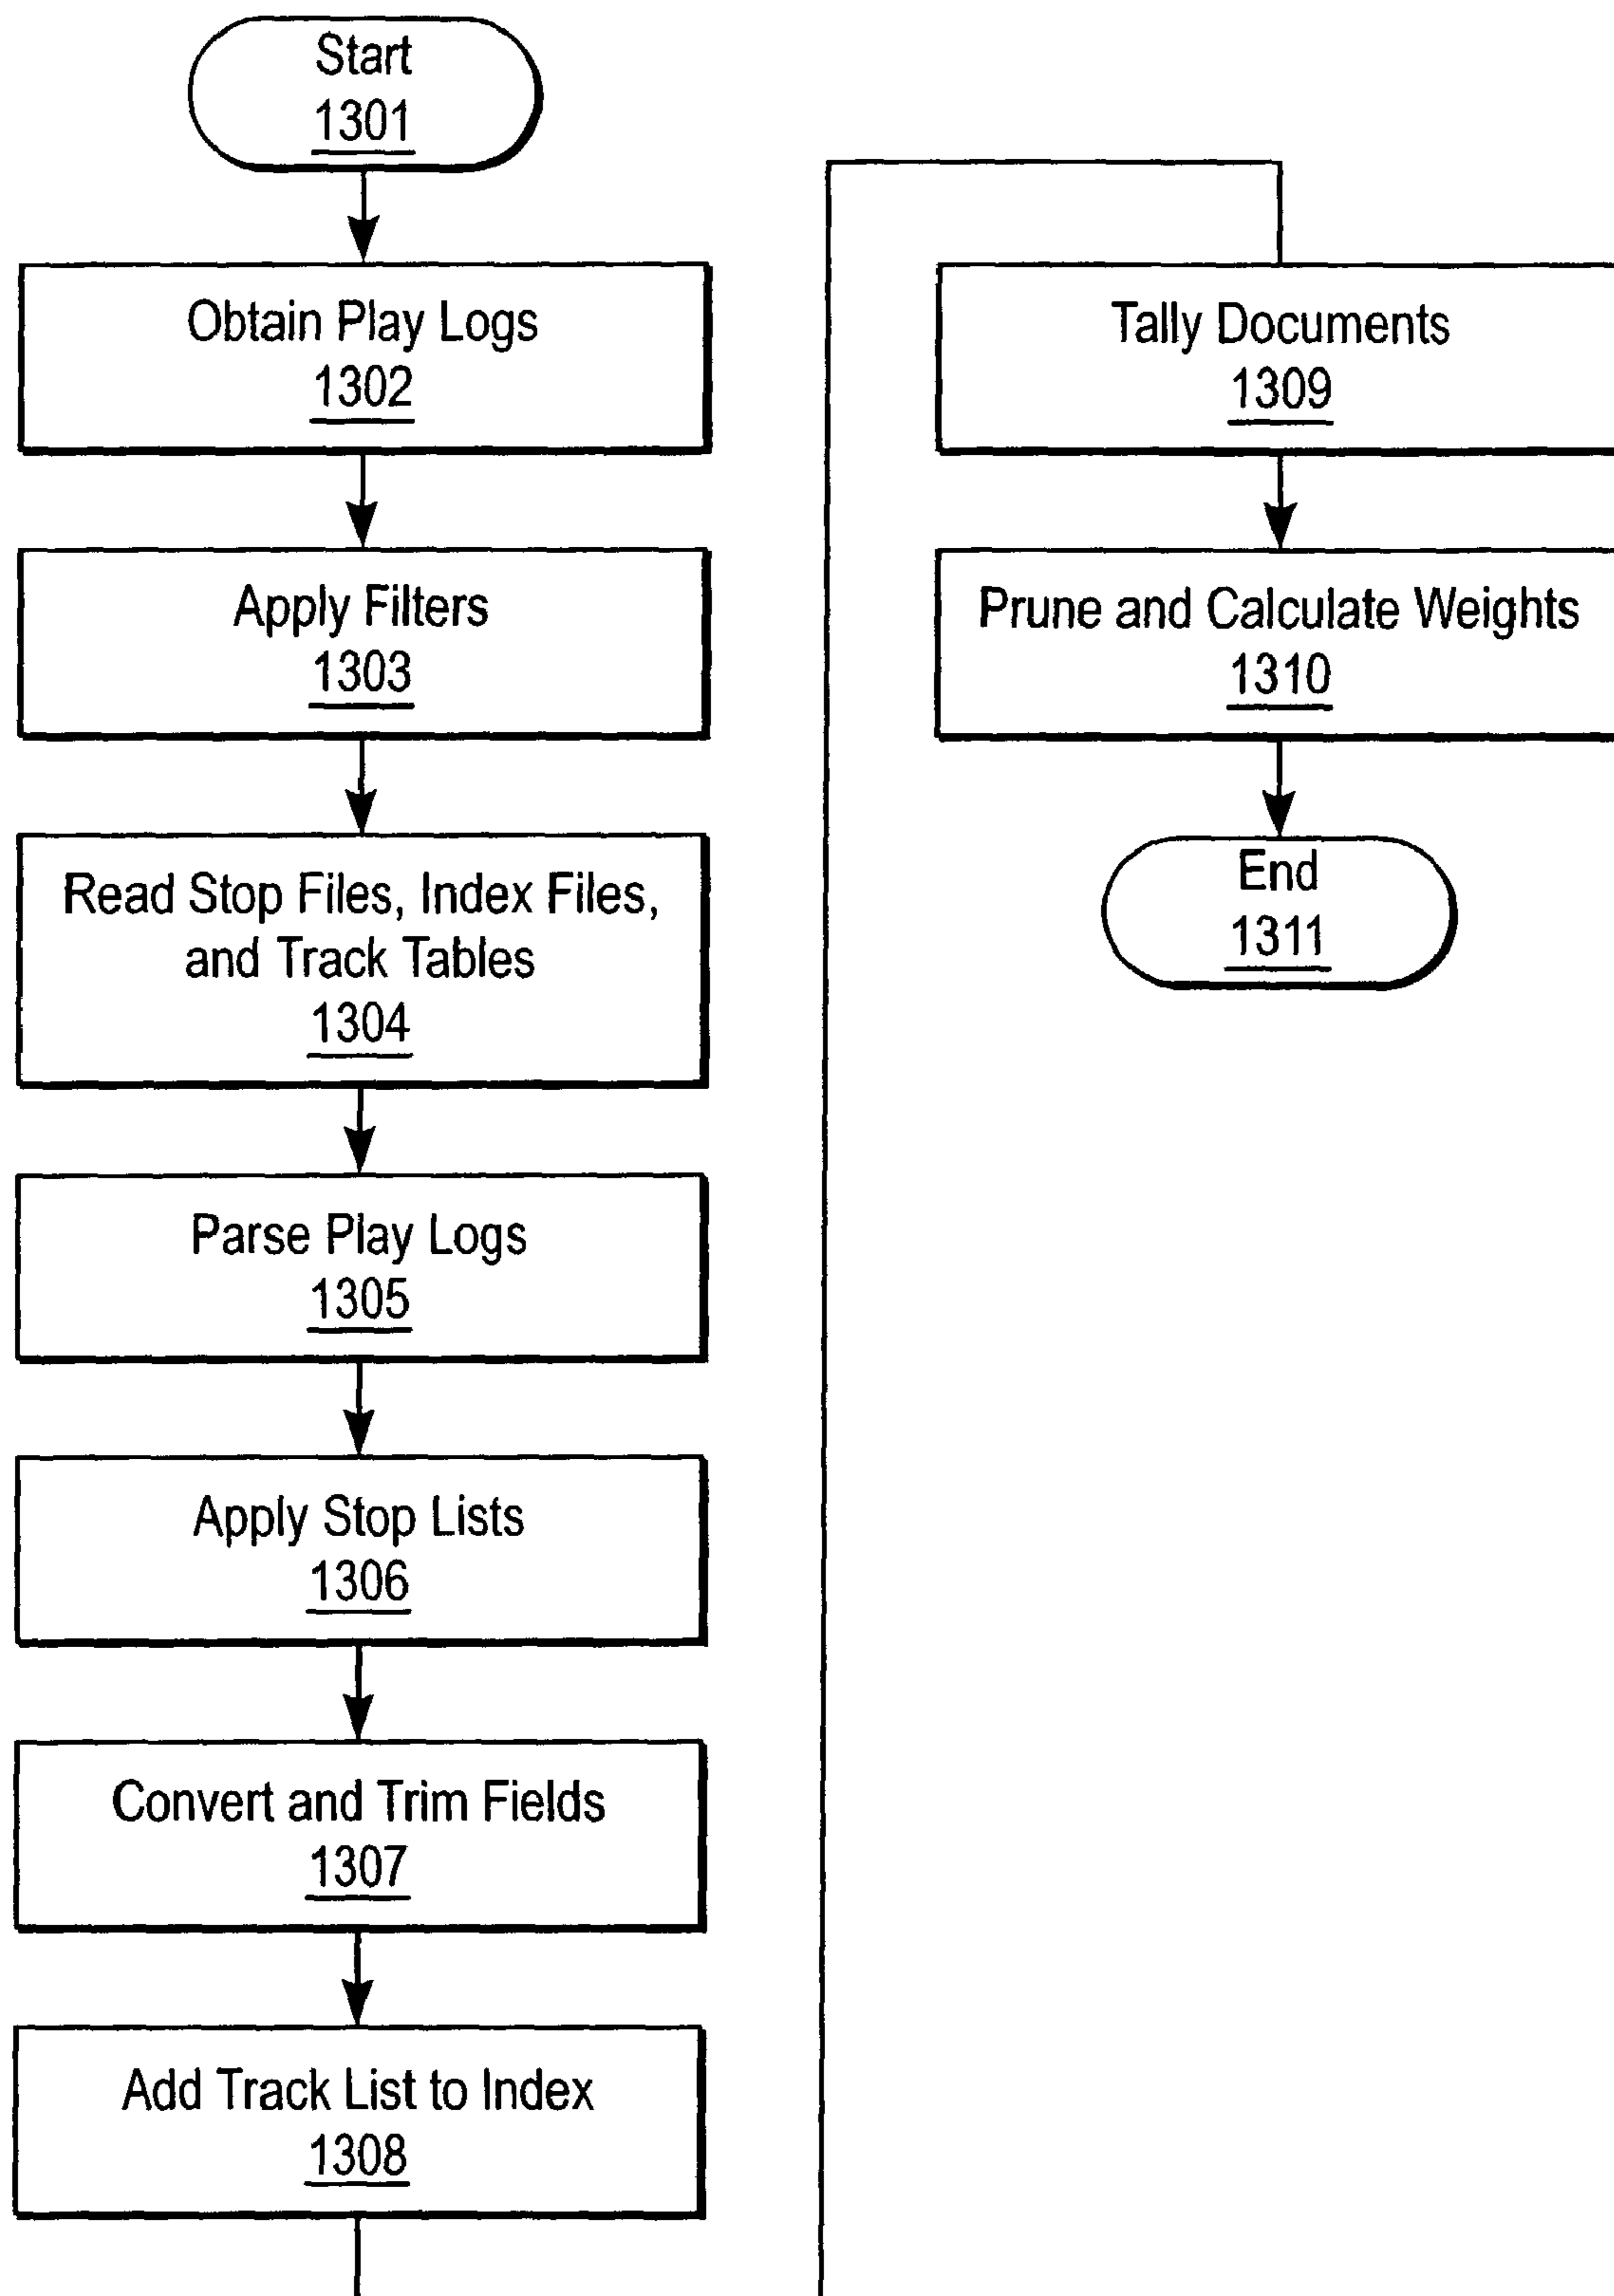 Start
1301
Obtain Play Logs
1302
Apply Filters
1303
Read Stop Files, Index Files,
and Track Tables
1304
Parse Play Logs
1305
Apply Stop Lists
1306
Convert and Trim Fields
1307
Add Track List to Index
1308
Tally Documents
1309
Prune and Calculate Weights
1310
End
1311